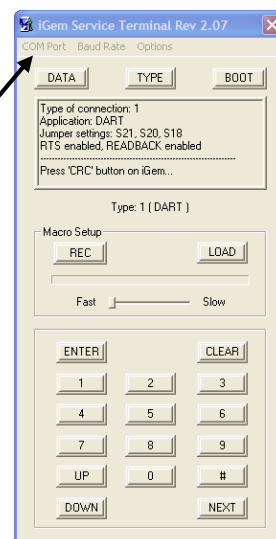 iGem Service Terminal Rev 2.07
COM Port Baud Rate Options
DATA TYPE BOOT
Type of connection: 1
Application: DART
Jumper settings: S21, S20, S18
RTS enabled, READBACK enabled
Press 'CRC' button on iGem...
Type: 1 ( DART )
Macro Setup
REC LOAD
Fast Slow
ENTER CLEAR
1 2 3
4 5 6
7 8 9
UP 0 #
DOWN NEXT